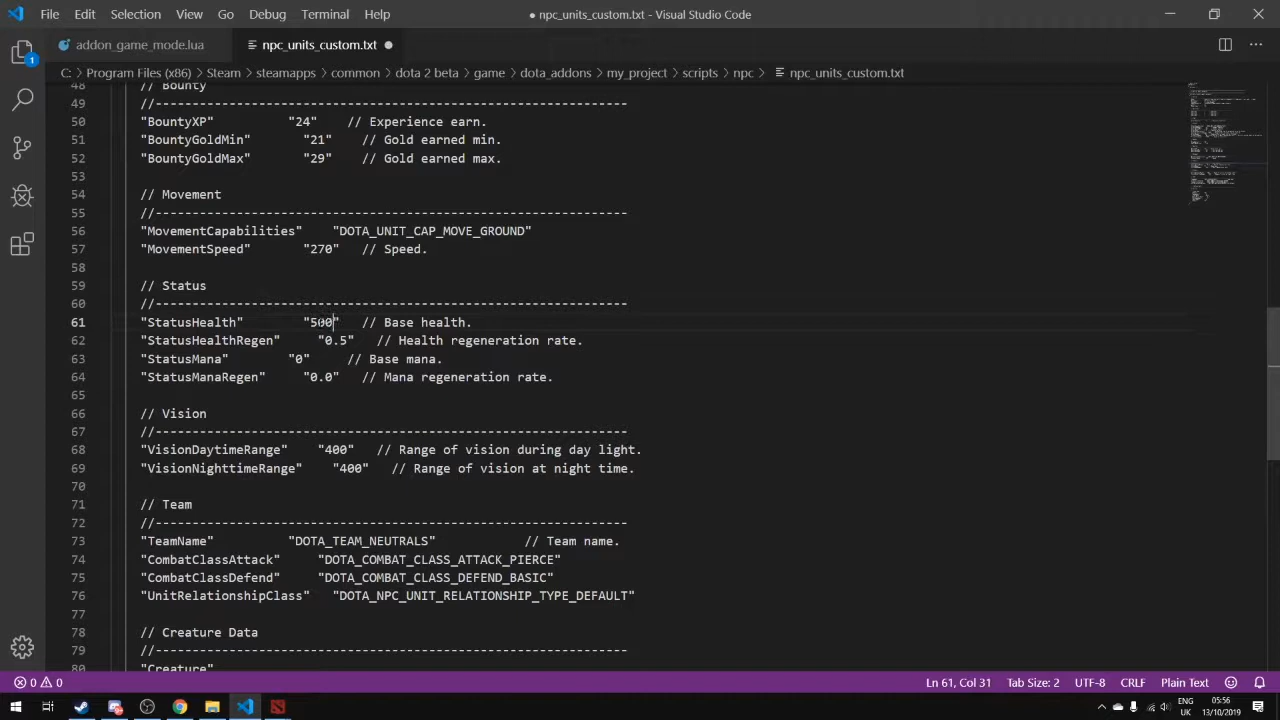 File Edit Selection View Go Debug Terminal Help
● npc_units_custom.txt - Visual Studio Code
addon_game_mode.lua npc_units_custom.txt ●
C: > Program Files (x86) > Steam > steamapps > common > dota 2 beta > game > dota_addons > my_project > scripts > npc > npc_units_custom.txt
48 // Bounty
49 //----------------------------------------------------------------
50 "BountyXP" "24" // Experience earn.
51 "BountyGoldMin" "21" // Gold earned min.
52 "BountyGoldMax" "29" // Gold earned max.
53
54 // Movement
55 //----------------------------------------------------------------
56 "MovementCapabilities" "DOTA_UNIT_CAP_MOVE_GROUND"
57 "MovementSpeed" "270" // Speed.
58
59 // Status
60 //----------------------------------------------------------------
61 "StatusHealth" "500" // Base health.
62 "StatusHealthRegen" "0.5" // Health regeneration rate.
63 "StatusMana" "0" // Base mana.
64 "StatusManaRegen" "0.0" // Mana regeneration rate.
65
66 // Vision
67 //----------------------------------------------------------------
68 "VisionDaytimeRange" "400" // Range of vision during day light.
69 "VisionNighttimeRange" "400" // Range of vision at night time.
70
71 // Team
72 //----------------------------------------------------------------
73 "TeamName" "DOTA_TEAM_NEUTRALS" // Team name.
74 "CombatClassAttack" "DOTA_COMBAT_CLASS_ATTACK_PIERCE"
75 "CombatClassDefend" "DOTA_COMBAT_CLASS_DEFEND_BASIC"
76 "UnitRelationshipClass" "DOTA_NPC_UNIT_RELATIONSHIP_TYPE_DEFAULT"
77
78 // Creature Data
79 //----------------------------------------------------------------
80 "Creature"
1
0 0 Ln 61, Col 31 Tab Size: 2 UTF-8 CRLF Plain Text
ENG 05:56
UK 13/10/2019